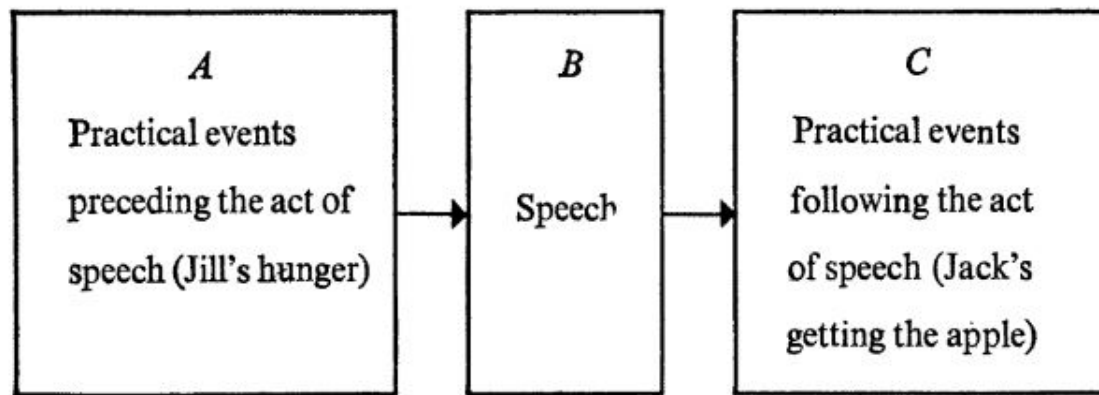 A
Practical events
preceding the act of
speech (Jill's hunger)
B
Speech
C
Practical events
following the act
of speech (Jack's
getting the apple)